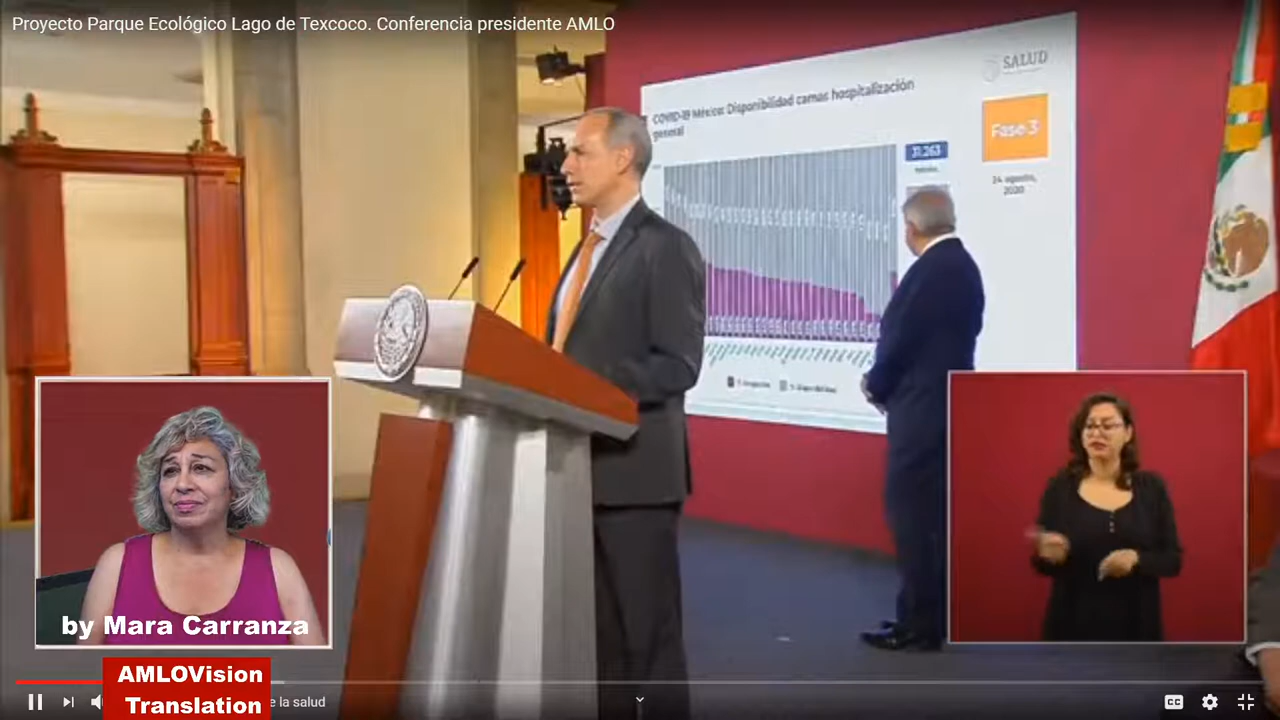 Proyecto Parque Ecológico Lago de Texcoco. Conferencia presidente AMLO
SALUD
COVID-19 México: Disponibilidad camas hospitalización
general
Fase 3
31,263
24 agosto,
2020
by Mara Carranza
AMLOVision
Translation
e la salud
CC